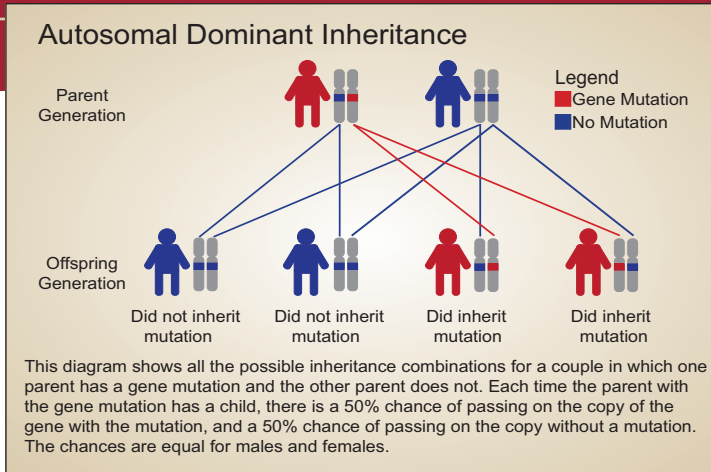 Autosomal Dominant Inheritance
Parent
Generation
Legend
Gene Mutation
No Mutation
Offspring
Generation
Did not inherit
mutation
Did not inherit
mutation
Did inherit
mutation
Did inherit
mutation
This diagram shows all the possible inheritance combinations for a couple in which one
parent has a gene mutation and the other parent does not. Each time the parent with
the gene mutation has a child, there is a 50% chance of passing on the copy of the
gene with the mutation, and a 50% chance of passing on the copy without a mutation.
The chances are equal for males and females.